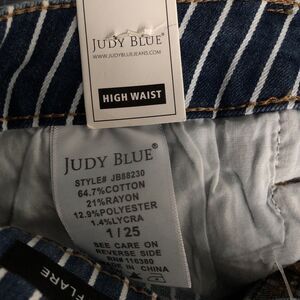 JUDY BLUE®
WWW.JUDYBLUEJEANS.COM
HIGH WAIST
JUDY BLUE®
STYLE# JB88230
64.7%COTTON
21%RAYON
12.9%POLYESTER
1.4%LYCRA
1 / 25
SEE CARE ON
REVERSE SIDE
RN# 116380
MADE IN CHINA
FLARE